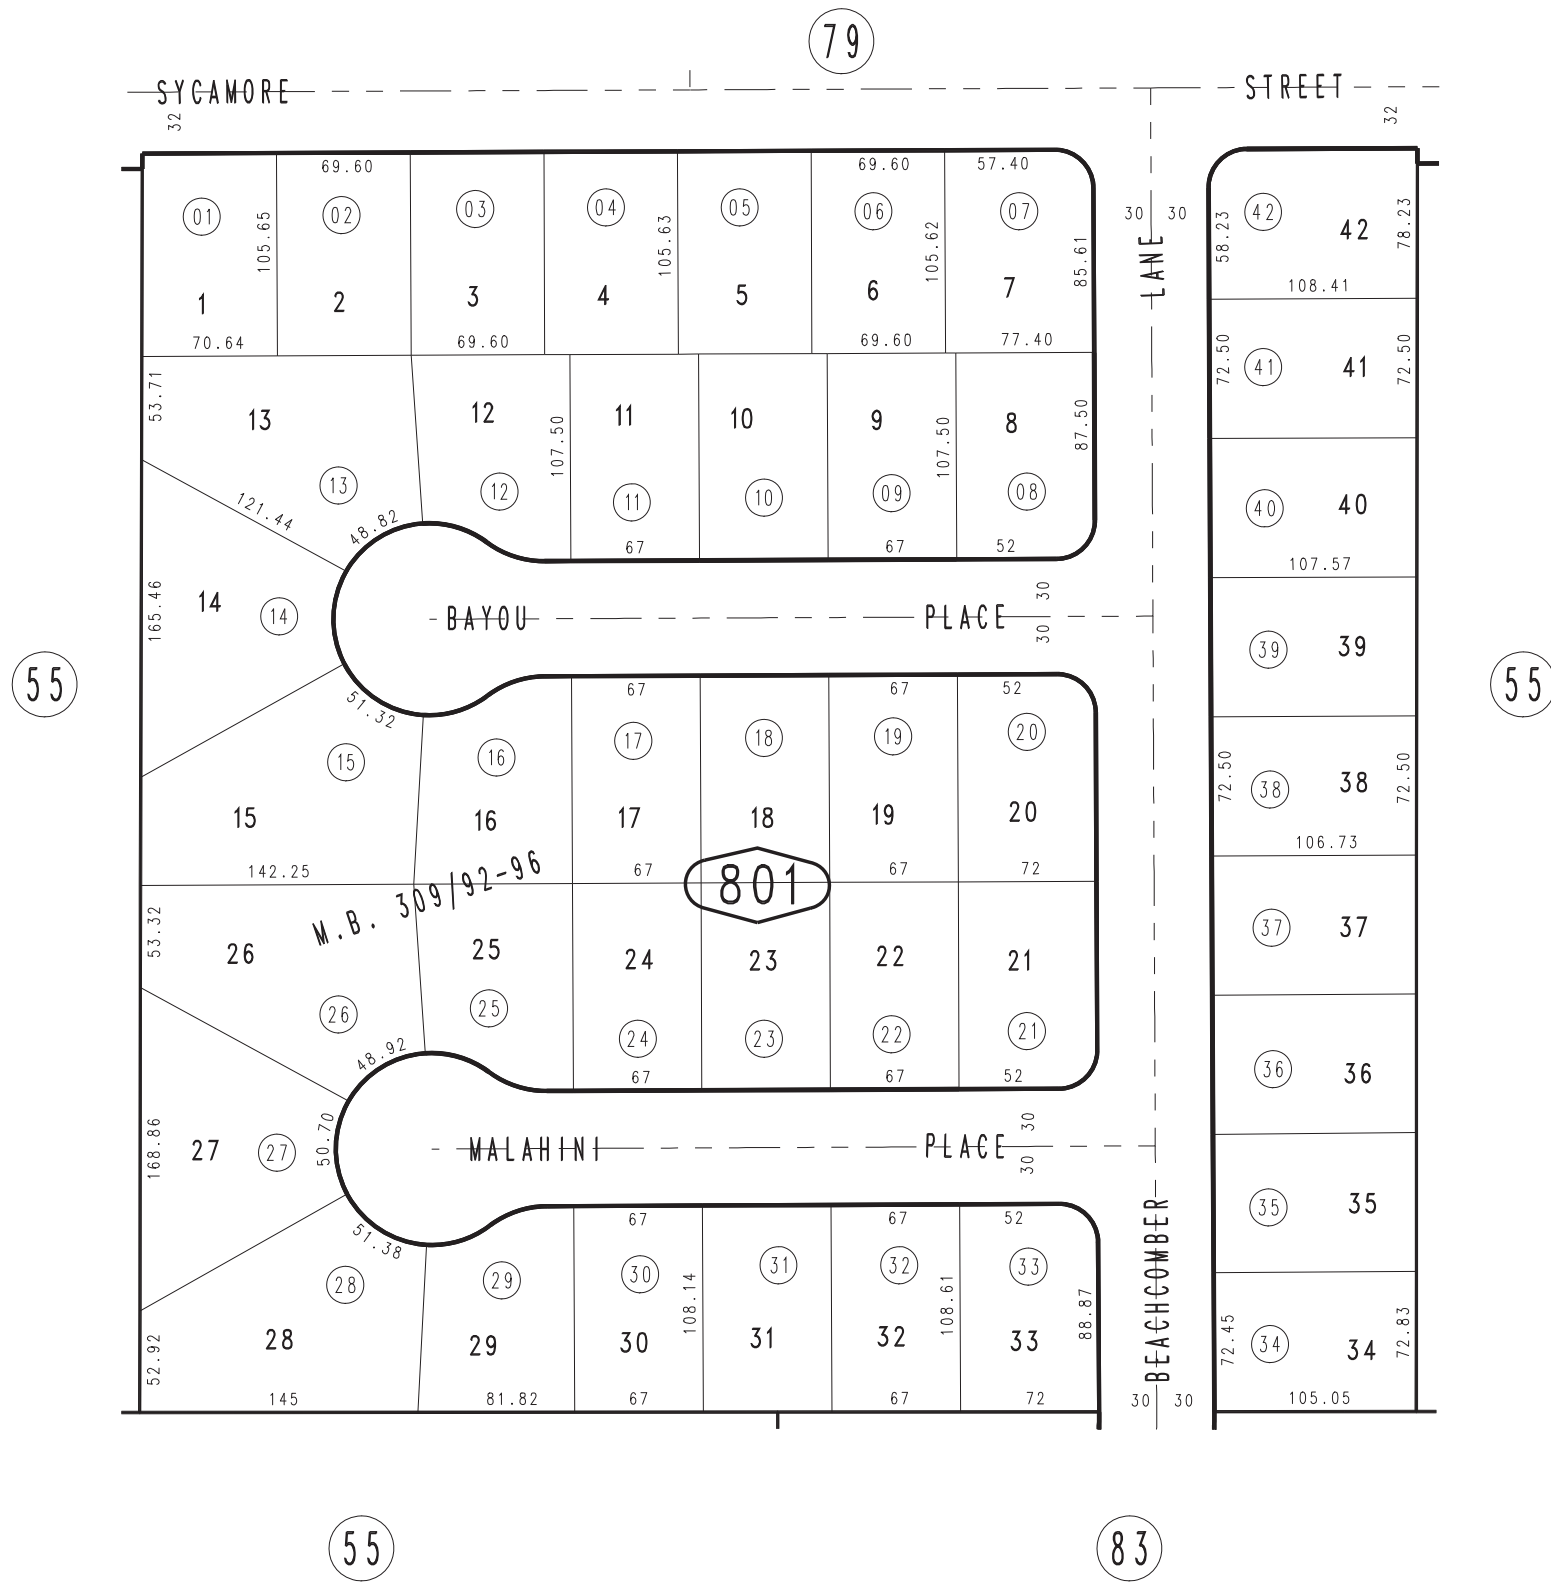 79
SYCAMORE STREET
32 32
69.60 69.60 57.40
01 02 03 04 05 06 07 30 30 42
105.65 105.63 105.62 85.61 LANE 58.23 42 78.23
1 2 3 4 5 6 7 108.41
70.64 69.60 69.60 77.40
53.71 72.50 41 41 72.50
13 12 11 10 9 8 87.50
107.50 107.50
13 12 11 10 09 08 40 40
121.44 48.82
67 67 52 107.57
165.46 14 14 30
BAYOU PLACE
30 39 39
55 55
51.32 67 67 52
15 16 17 18 19 20
72.50 38 38 72.50
15 16 17 18 19 20
142.25 67 67 72 106.73
801
M.B. 309/92-96
53.32 26 25 24 23 22 21 37 37
26 25 24 23 22 21
48.92 67 67 52 36 36
168.86 27 27 50.70 30
MALAHINI PLACE
30
51.38 67 67 52 35 35
28 29 30 31 32 33
108.14 108.61 88.87 BEACHCOMBER
52.92 28 29 30 31 32 33 72.45 34 34 72.83
145 81.82 67 67 72 30 30 105.05
55 83